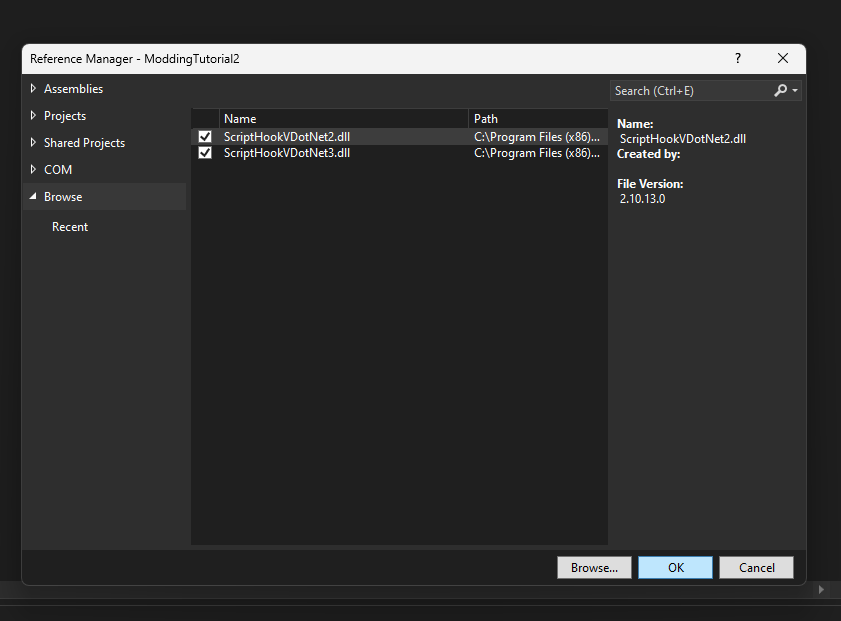 Reference Manager - ModdingTutorial2
?
Assemblies
Projects
Shared Projects
COM
Browse
Recent
Search (Ctrl+E)
Name Path
ScriptHookVDotNet2.dll C:\Program Files (x86)...
ScriptHookVDotNet3.dll C:\Program Files (x86)...
Name:
ScriptHookVDotNet2.dll
Created by:
File Version:
2.10.13.0
Browse... OK Cancel